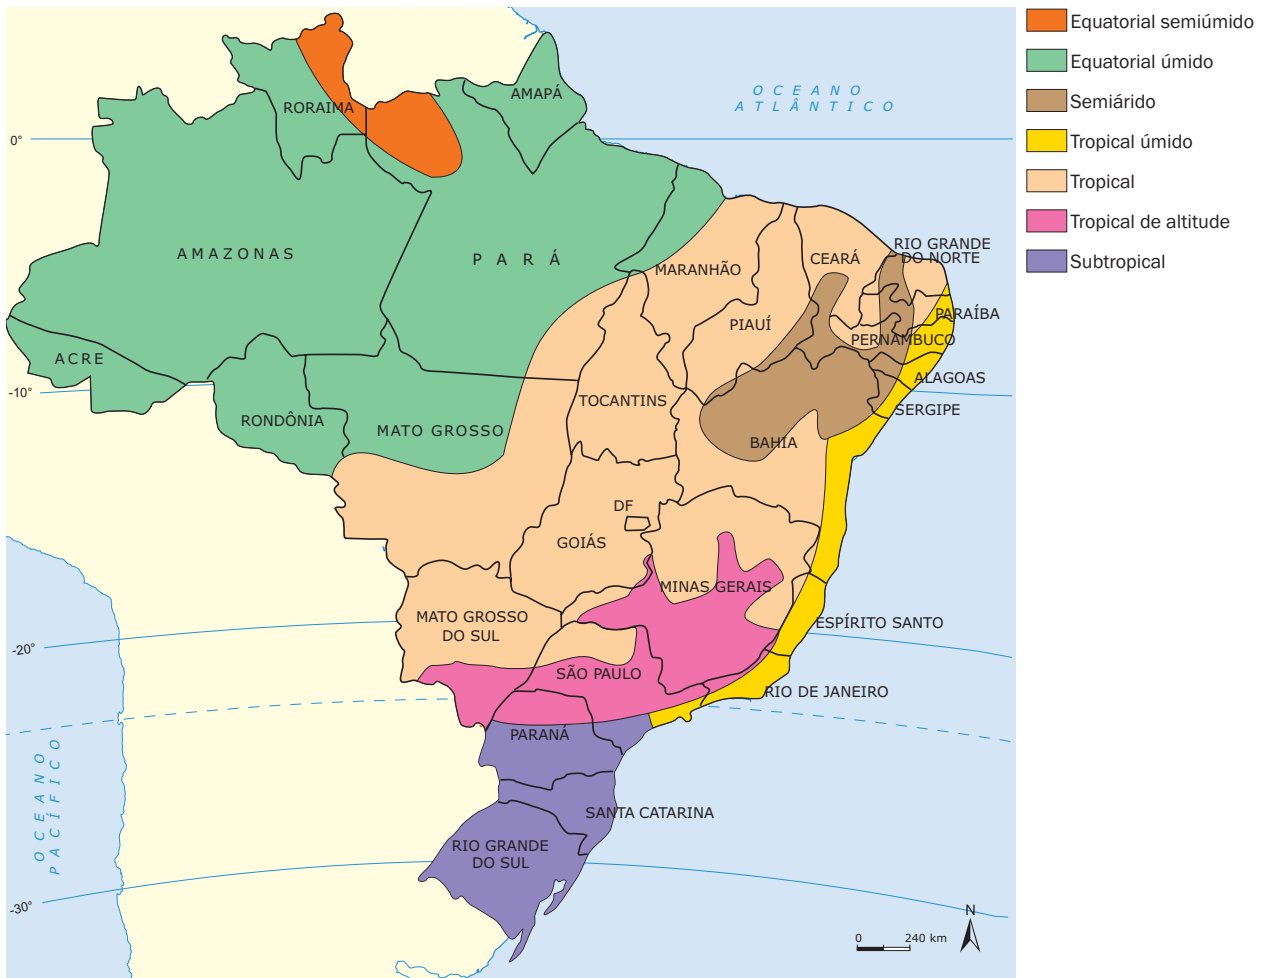 Equatorial semiúmido
Equatorial úmido
Semiárido
Tropical úmido
Tropical
Tropical de altitude
Subtropical
OCEANO
ATLÂNTICO
AMAPÁ
RORAIMA
0°
AMAZONAS
PARÁ
MARANHÃO
CEARÁ
RIO GRANDE
DO NORTE
PIAUÍ
PARAÍBA
PERNAMBUCO
ACRE
ALAGOAS
-10°
TOCANTINS
SERGIPE
RONDÔNIA
MATO GROSSO
BAHIA
DF
GOIÁS
MINAS GERAIS
MATO GROSSO
DO SUL
ESPÍRITO SANTO
-20°
SÃO PAULO
RIO DE JANEIRO
PARANÁ
OCEANO
PACÍFICO
SANTA CATARINA
RIO GRANDE
DO SUL
-30°
N
0 240 km